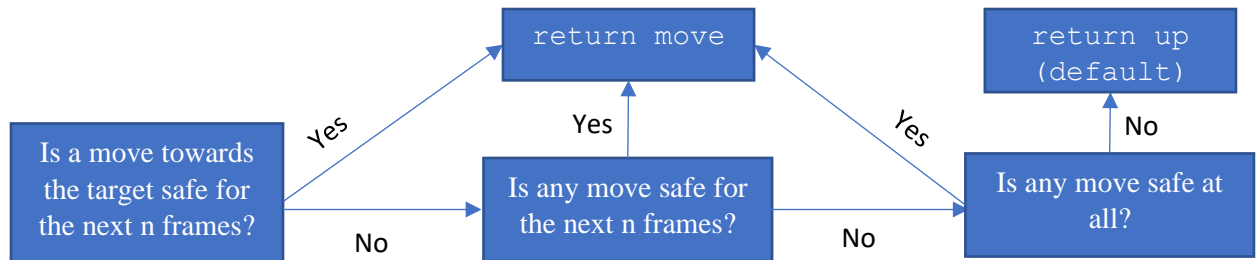 return move
return up
(default)
Yes
Yes
Yes
No
Is a move towards
the target safe for
the next n frames?
No
Is any move safe for
the next n frames?
No
Is any move safe at
all?